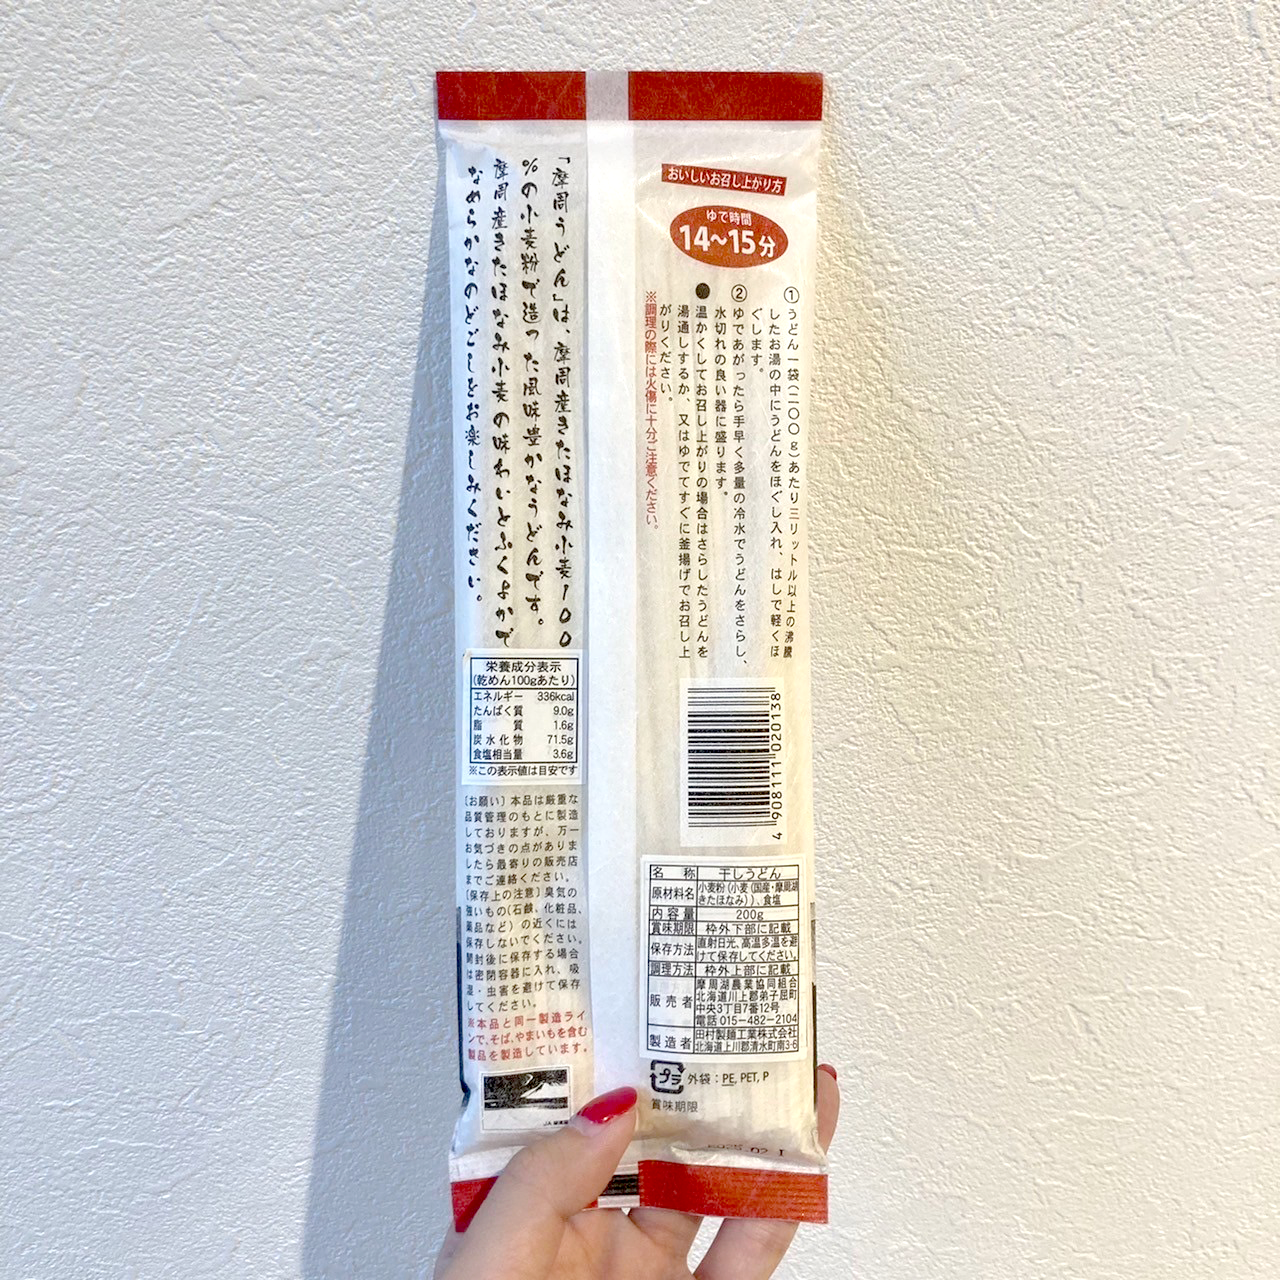 おいしいお召し上がり方
ゆで時間
14〜15分
①うどん一袋(二〇〇g)あたり三リットル以上の沸騰
したお湯の中にうどんをほぐし入れ、はしで軽くほ
ぐします。
②ゆであがったら手早く多量の冷水でうどんをさらし、
水切れの良い器に盛ります。
●温かくしてお召し上がりの場合はさらしたうどんを
湯通しするか、又はゆでてすぐに釜揚げでお召し上
がりください。
※調理の際には火傷に十分ご注意ください。
「摩周うどん」は、摩周産きたほなみ小麦100
%の小麦粉で造った風味豊かなうどんです。
摩周産きたほなみ小麦の味わいとふくよかで
なめらかなのどごしをお楽しみください。
栄養成分表示
(乾めん100gあたり)
エネルギー 336kcal
たんぱく質 9.0g
脂質 1.6g
炭水化物 71.5g
食塩相当量 3.6g
※この表示値は目安です
〔お願い〕本品は厳重な
品質管理のもとに製造
しておりますが、万一
お気づきの点がありま
したら最寄りの販売店
までご連絡ください。
〔保存上の注意〕臭気の
強いもの(石鹸、化粧品、
薬品など)の近くには
保存しないでください。
開封後に保存する場合
は密閉容器に入れ、吸
湿・虫害を避けて保存
してください。
※本品と同一製造ライ
ンで、そば、やまいもを含む
製品を製造しています。
4908111020138
名称 干しうどん
原材料名 小麦粉(小麦(国産・摩周湖
きたほなみ))、食塩
内容量 200g
賞味期限 枠外下部に記載
保存方法 直射日光、高温多湿を避
けて保存してください。
調理方法 枠外上部に記載
販売者 摩周湖農業協同組合
北海道川上郡弟子屈町
中央3丁目7番12号
電話 015-482-2104
製造者 田村製麺工業株式会社
北海道上川郡清水町南3-6
プラ 外袋：PE, PET, P
賞味期限